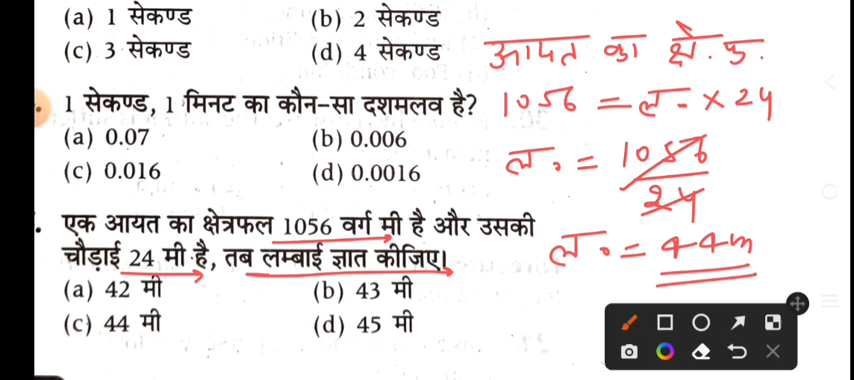 (a) 1 सेकण्ड (b) 2 सेकण्ड
(c) 3 सेकण्ड (d) 4 सेकण्ड
1 सेकण्ड, 1 मिनट का कौन-सा दशमलव है?
(a) 0.07 (b) 0.006
(c) 0.016 (d) 0.0016
एक आयत का क्षेत्रफल 1056 वर्ग मी है और उसकी
चौड़ाई 24 मी है, तब लम्बाई ज्ञात कीजिए।
(a) 42 मी (b) 43 मी
(c) 44 मी (d) 45 मी
आयत का क्षे. फ.
1056 = ल॰ × 24
ल॰ = 1056
24
ल॰ = 44m